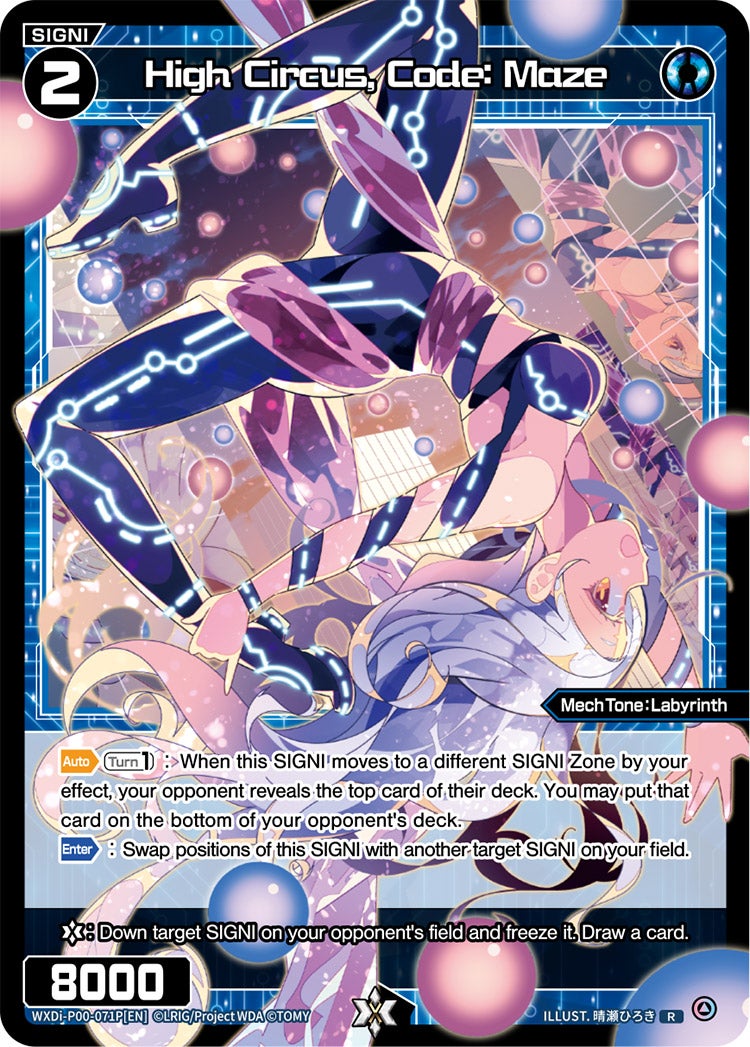 SIGNI
2
High Circus, Code: Maze
MechTone:Labyrinth
Auto Turn 1 : When this SIGNI moves to a different SIGNI Zone by your
effect, your opponent reveals the top card of their deck. You may put that
card on the bottom of your opponent's deck.
Enter : Swap positions of this SIGNI with another target SIGNI on your field.
: Down target SIGNI on your opponent's field and freeze it. Draw a card.
8000
WXDi-P00-071P[EN] ©LRIG/Project WDA ©TOMY
ILLUST. 晴瀬ひろき R